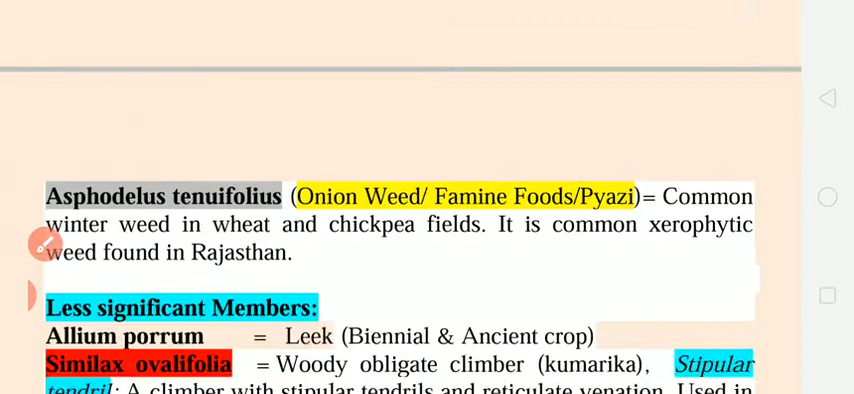 Asphodelus tenuifolius (Onion Weed/ Famine Foods/Pyazi)= Common
winter weed in wheat and chickpea fields. It is common xerophytic
weed found in Rajasthan.
Less significant Members:
Allium porrum = Leek (Biennial & Ancient crop)
Similax ovalifolia = Woody obligate climber (kumarika), Stipular
tendril: A climber with stipular tendrils and reticulate venation. Used in